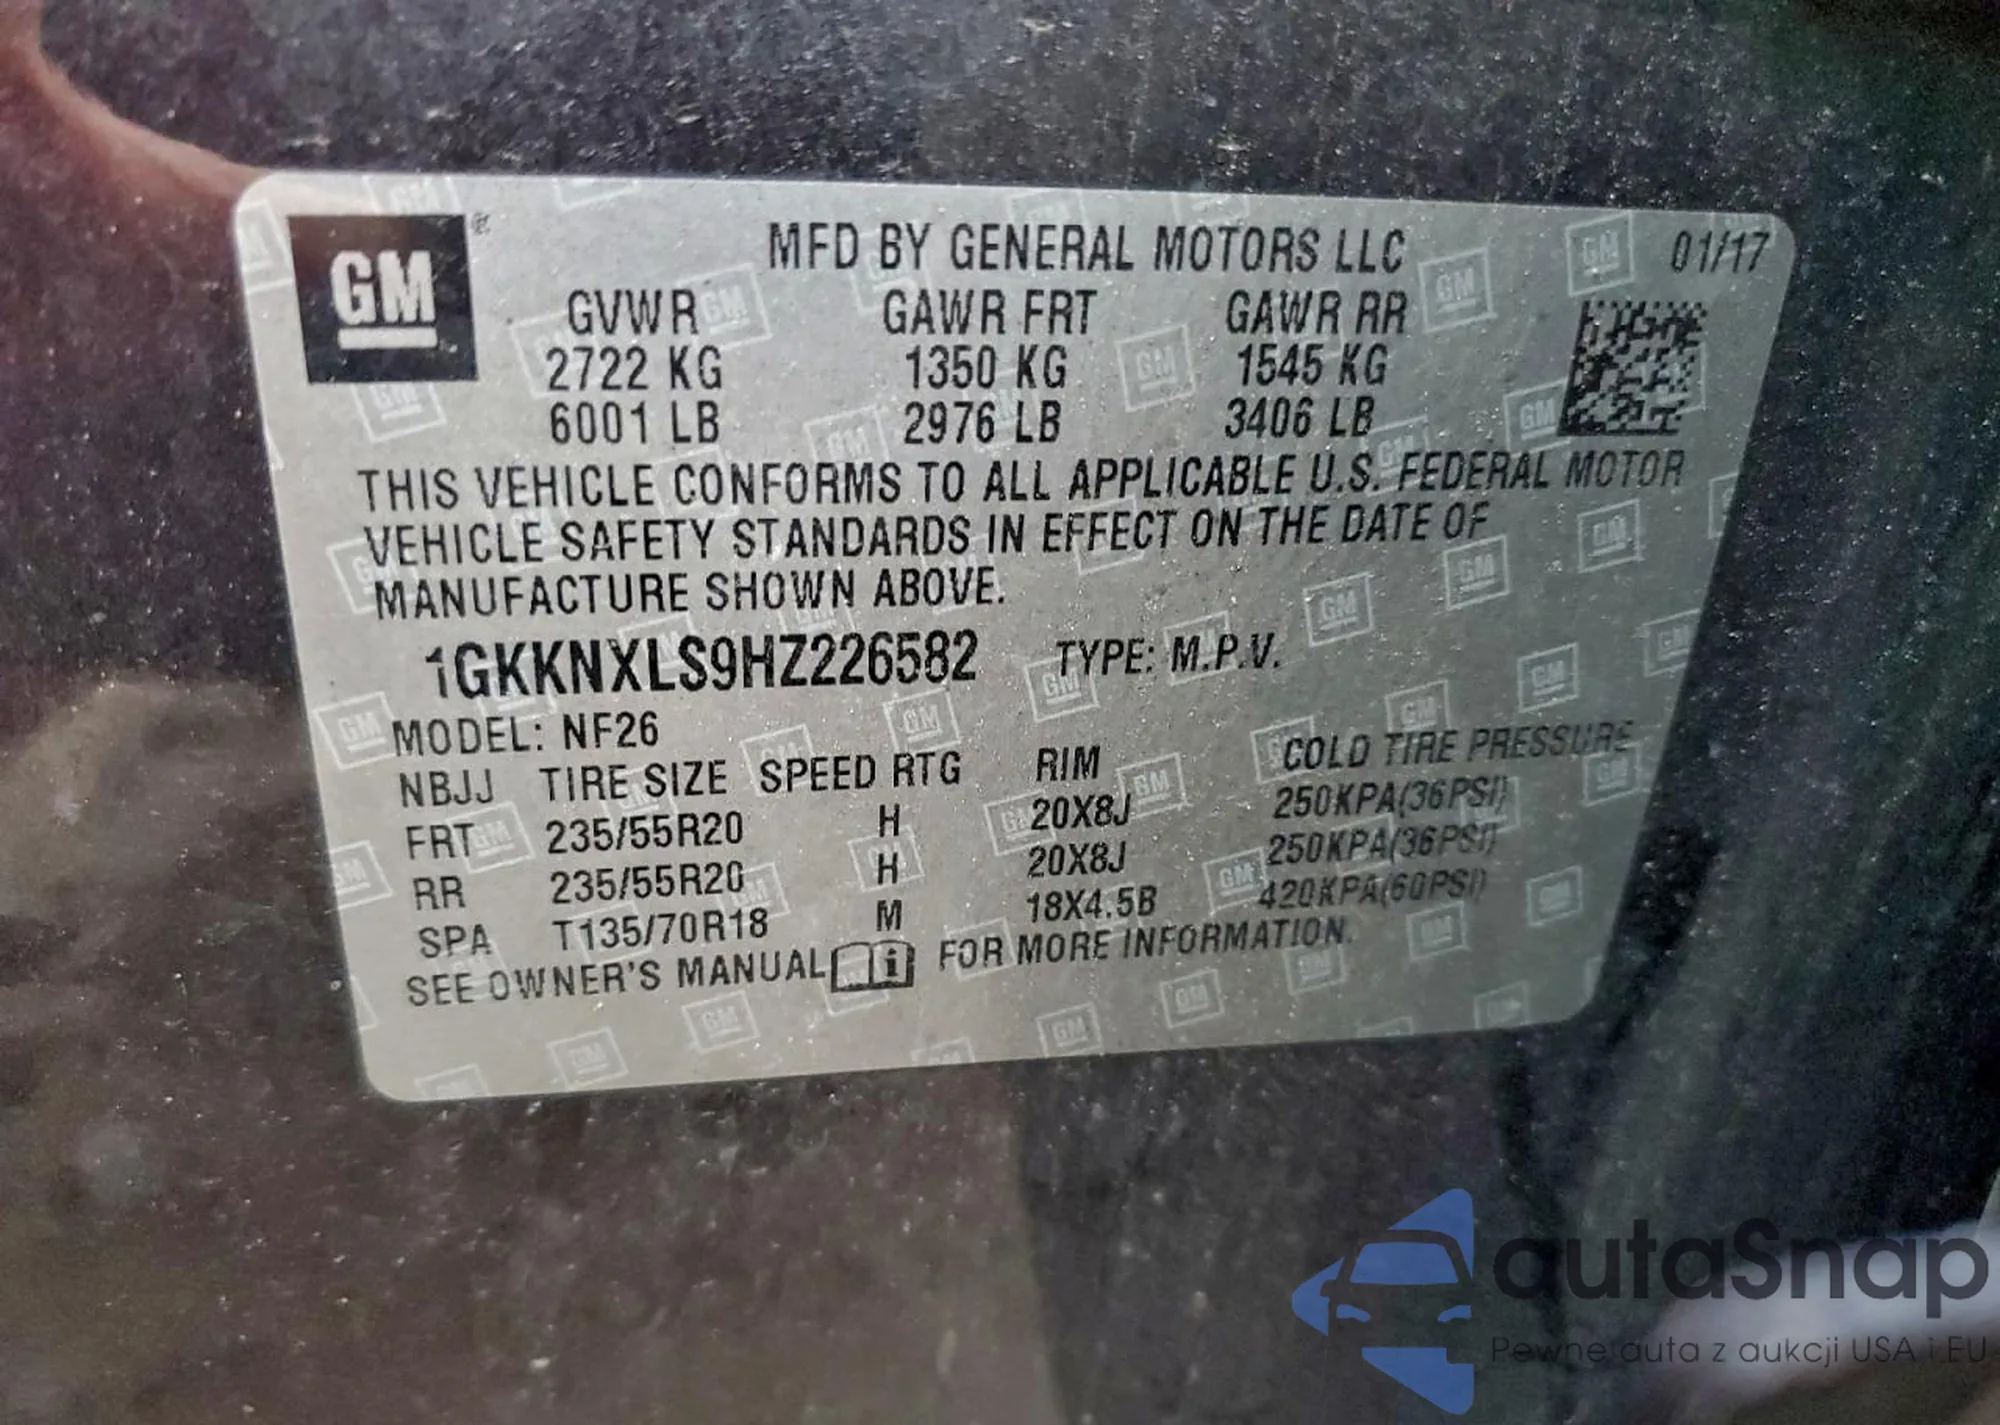 GM
MFD BY GENERAL MOTORS LLC 01/17
GVWR GAWR FRT GAWR RR
2722 KG 1350 KG 1545 KG
6001 LB 2976 LB 3406 LB
THIS VEHICLE CONFORMS TO ALL APPLICABLE U.S. FEDERAL MOTOR
VEHICLE SAFETY STANDARDS IN EFFECT ON THE DATE OF
MANUFACTURE SHOWN ABOVE.
1GKKNXLS9HZ226582 TYPE: M.P.V.
MODEL: NF26
NBJJ TIRE SIZE SPEED RTG RIM COLD TIRE PRESSURE
FRT 235/55R20 H 20X8J 250KPA(36PSI)
RR 235/55R20 H 20X8J 250KPA(36PSI)
SPA T135/70R18 M 18X4.5B 420KPA(60PSI)
SEE OWNER'S MANUAL i FOR MORE INFORMATION.
autaSnap
Pewne auta z aukcji USA i EU